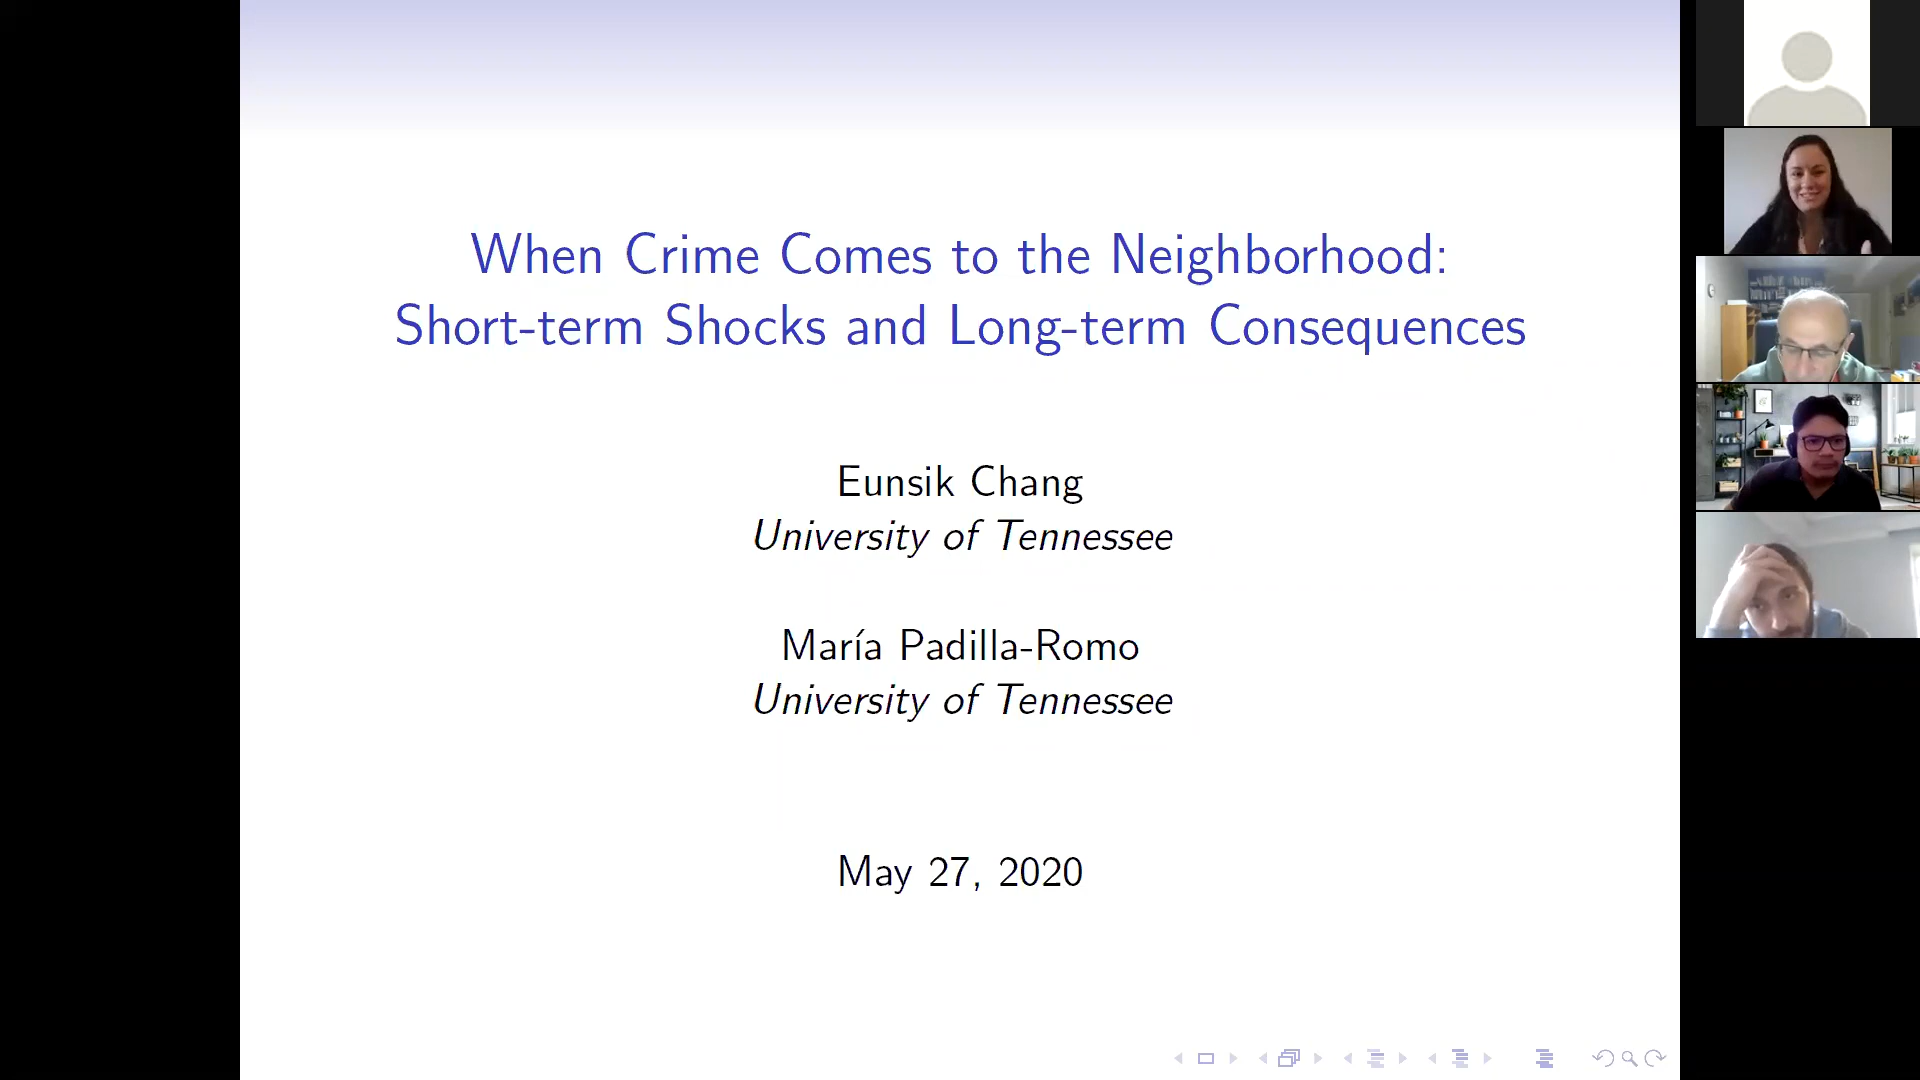 When Crime Comes to the Neighborhood:
Short-term Shocks and Long-term Consequences
Eunsik Chang
University of Tennessee
María Padilla-Romo
University of Tennessee
May 27, 2020